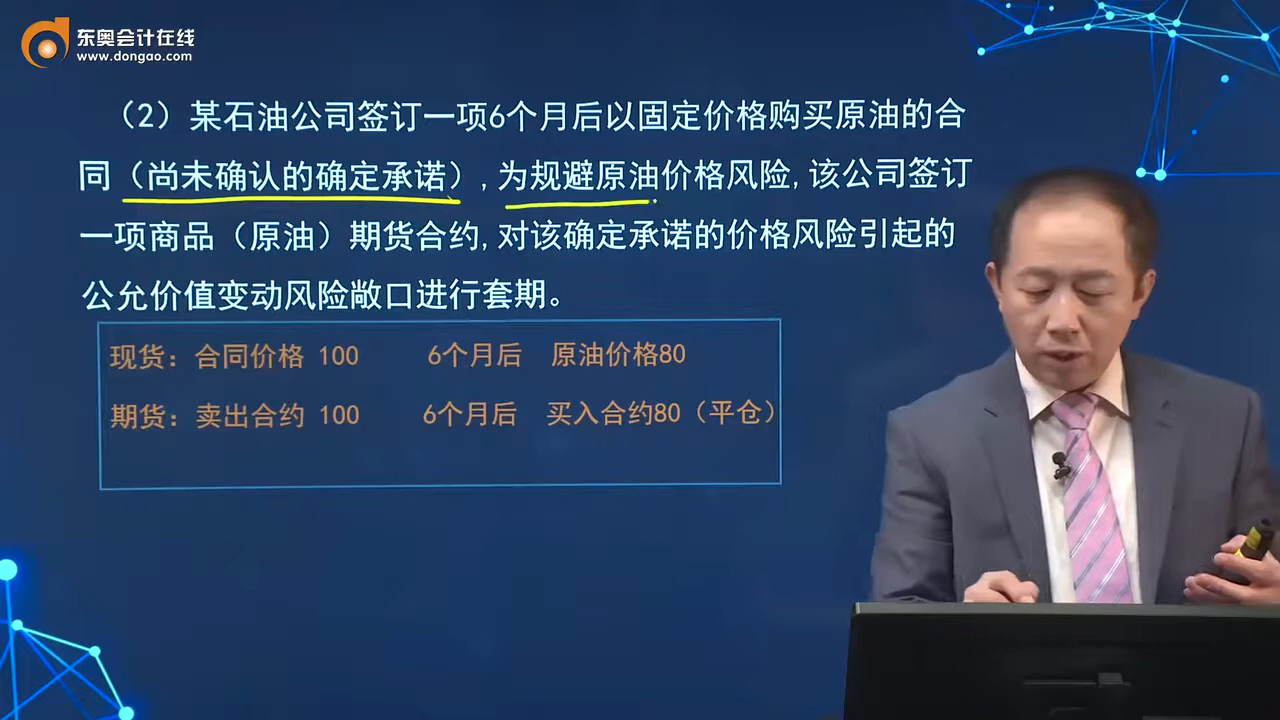 东奥会计在线
www.dongao.com
（2）某石油公司签订一项6个月后以固定价格购买原油的合
同（尚未确认的确定承诺）,为规避原油价格风险,该公司签订
一项商品（原油）期货合约,对该确定承诺的价格风险引起的
公允价值变动风险敞口进行套期。
现货：合同价格 100 6个月后 原油价格80
期货：卖出合约 100 6个月后 买入合约80（平仓）